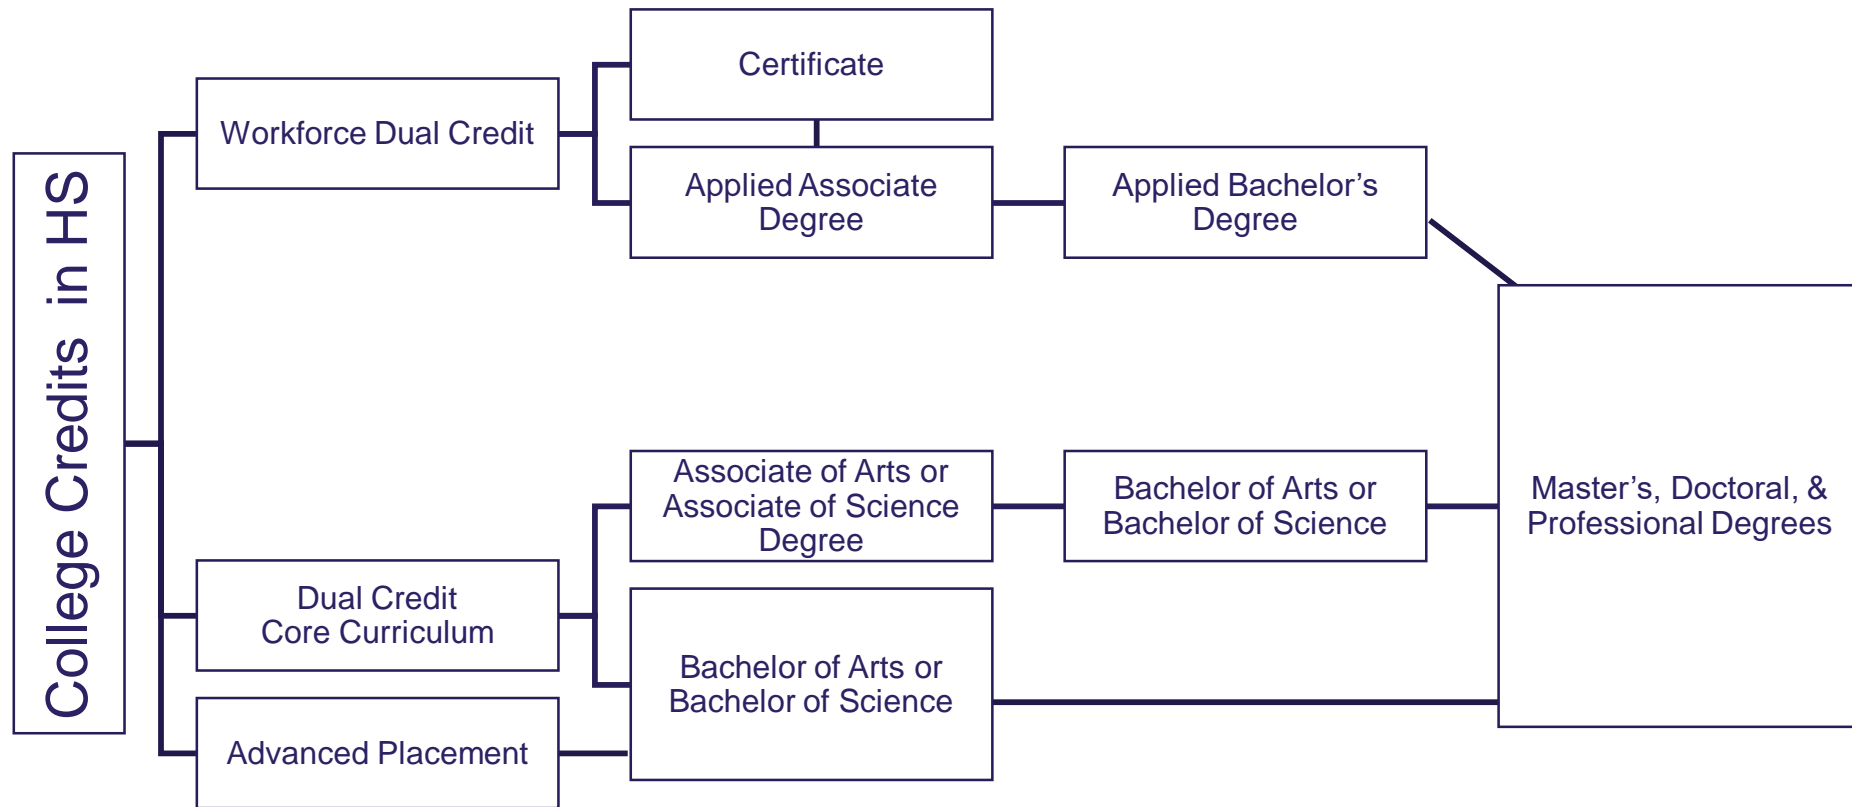 College Credits in HS
Workforce Dual Credit
Certificate
Applied Associate
Degree
Applied Bachelor’s
Degree
Dual Credit
Core Curriculum
Associate of Arts or
Associate of Science
Degree
Bachelor of Arts or
Bachelor of Science
Bachelor of Arts or
Bachelor of Science
Advanced Placement
Master’s, Doctoral, &
Professional Degrees